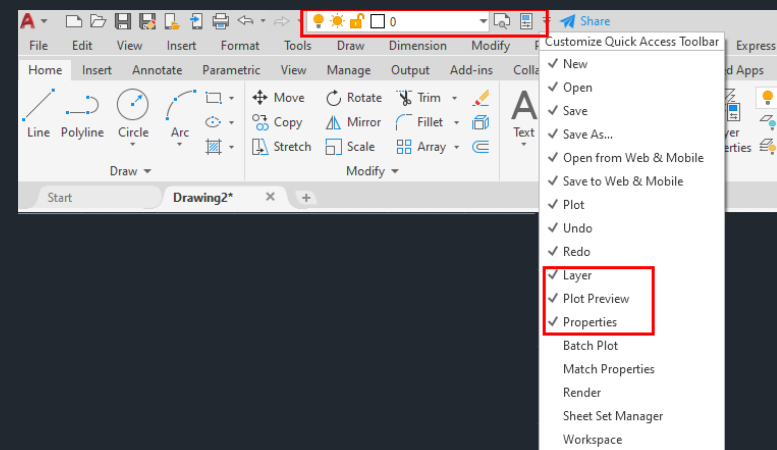 A 0 Share
File Edit View Insert Format Tools Draw Dimension Modify Express
Customize Quick Access Toolbar
Home Insert Annotate Parametric View Manage Output Add-ins
New
Open
Move Rotate Trim
Save
Copy Mirror Fillet
Line Polyline Circle Arc Text
Save As...
Stretch Scale Array
Open from Web & Mobile
Draw Modify
Save to Web & Mobile
Start Drawing2*
Plot
Undo
Redo
Layer
Plot Preview
Properties
Batch Plot
Match Properties
Render
Sheet Set Manager
Workspace